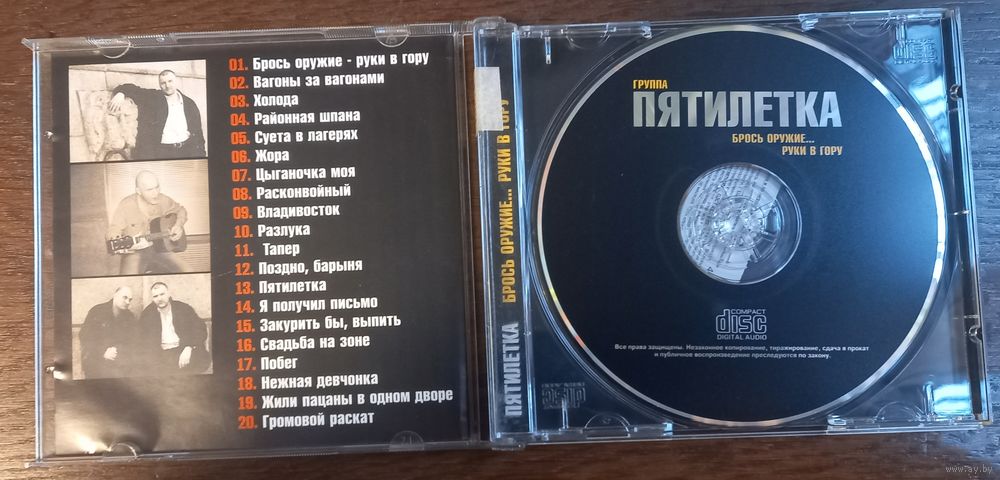 01. Брось оружие - руки в гору
02. Вагоны за вагонами
03. Холода
04. Районная шпана
05. Суета в лагерях
06. Жора
07. Цыганочка моя
08. Расконвойный
09. Владивосток
10. Разлука
11. Тапер
12. Поздно, барыня
13. Пятилетка
14. Я получил письмо
15. Закурить бы, выпить
16. Свадьба на зоне
17. Побег
18. Нежная девчонка
19. Жили пацаны в одном дворе
20. Громовой раскат
ПЯТИЛЕТКА БРОСЬ ОРУЖИЕ... РУКИ В ГОРУ
ГРУППА
ПЯТИЛЕТКА
БРОСЬ ОРУЖИЕ...
РУКИ В ГОРУ
COMPACT
disc
DIGITAL AUDIO
Все права защищены. Незаконное копирование, тиражирование, сдача в прокат
и публичное воспроизведение преследуются по закону.
disc
www.ay.by